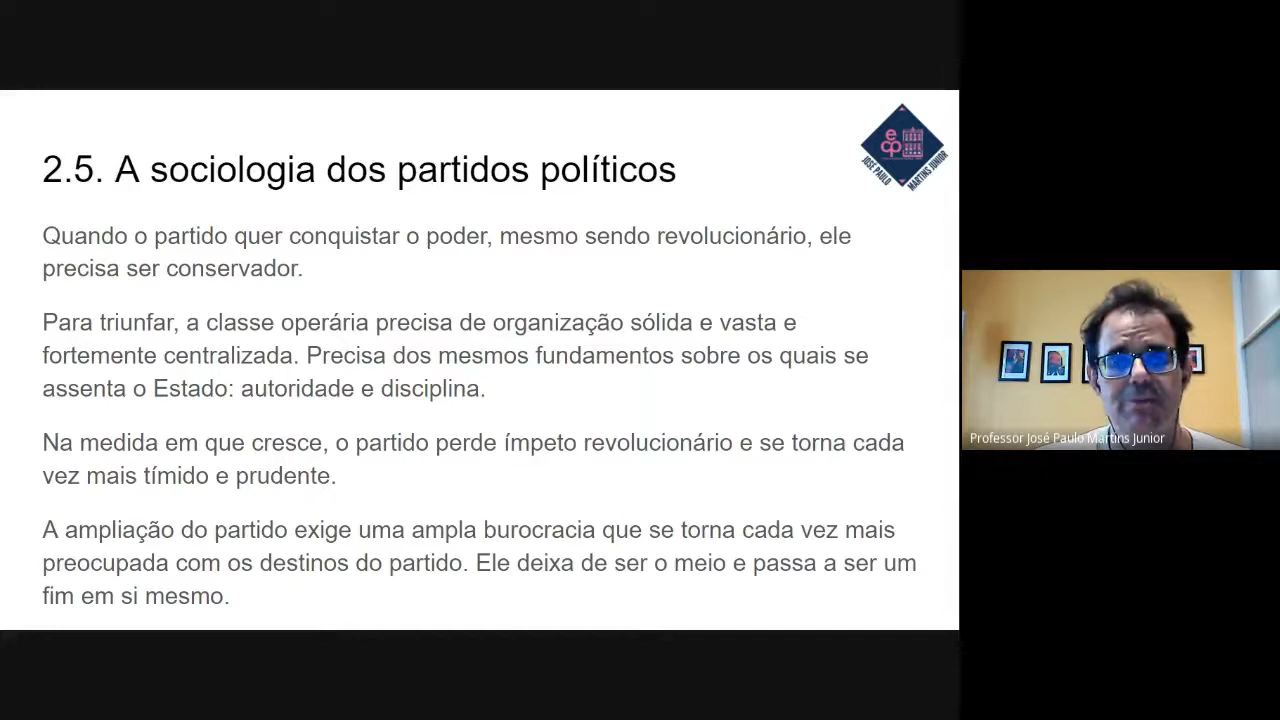 2.5. A sociologia dos partidos políticos
Quando o partido quer conquistar o poder, mesmo sendo revolucionário, ele
precisa ser conservador.
Para triunfar, a classe operária precisa de organização sólida e vasta e
fortemente centralizada. Precisa dos mesmos fundamentos sobre os quais se
assenta o Estado: autoridade e disciplina.
Na medida em que cresce, o partido perde ímpeto revolucionário e se torna cada
vez mais tímido e prudente.
A ampliação do partido exige uma ampla burocracia que se torna cada vez mais
preocupada com os destinos do partido. Ele deixa de ser o meio e passa a ser um
fim em si mesmo.
ecp
JOSÉ PAULO
MARTINS JUNIOR
Professor José Paulo Martins Junior